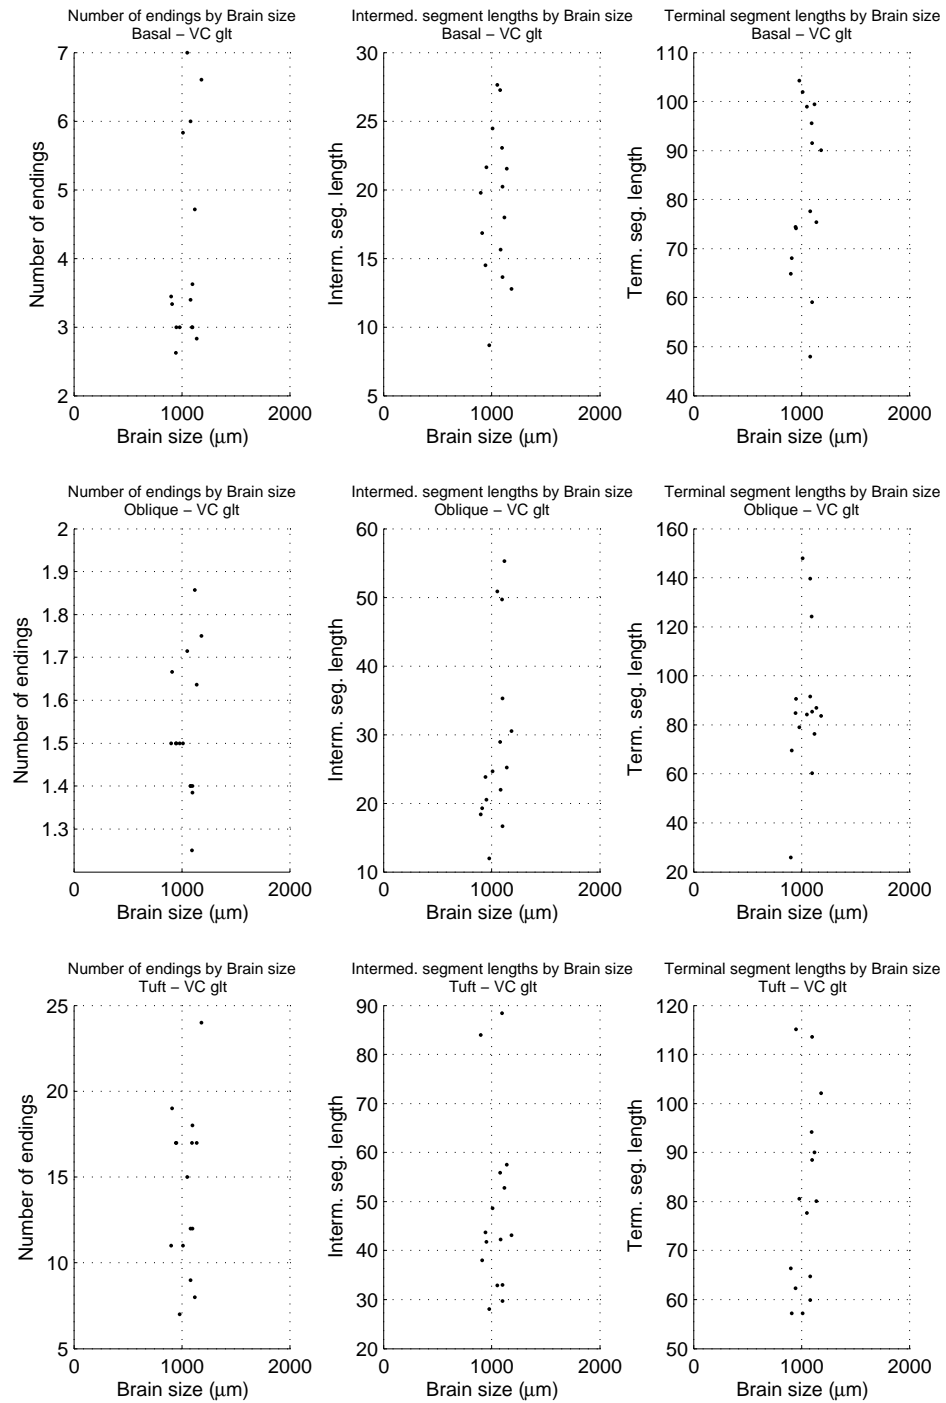 Number of endings by Brain size
Basal – VC glt
7
6
5
4
3
2
Number of endings
0
1000
2000
Brain size (μm)
Intermed. segment lengths by Brain size
Basal – VC glt
30
25
20
15
10
5
Interm. seg. length
0
1000
2000
Brain size (μm)
Terminal segment lengths by Brain size
Basal – VC glt
110
100
90
80
70
60
50
40
Term. seg. length
0
1000
2000
Brain size (μm)
Number of endings by Brain size
Oblique – VC glt
2
1.9
1.8
1.7
1.6
1.5
1.4
1.3
Number of endings
0
1000
2000
Brain size (μm)
Intermed. segment lengths by Brain size
Oblique – VC glt
60
50
40
30
20
10
Interm. seg. length
0
1000
2000
Brain size (μm)
Terminal segment lengths by Brain size
Oblique – VC glt
160
140
120
100
80
60
40
20
Term. seg. length
0
1000
2000
Brain size (μm)
Number of endings by Brain size
Tuft – VC glt
25
20
15
10
5
Number of endings
0
1000
2000
Brain size (μm)
Intermed. segment lengths by Brain size
Tuft – VC glt
90
80
70
60
50
40
30
20
Interm. seg. length
0
1000
2000
Brain size (μm)
Terminal segment lengths by Brain size
Tuft – VC glt
120
110
100
90
80
70
60
50
Term. seg. length
0
1000
2000
Brain size (μm)